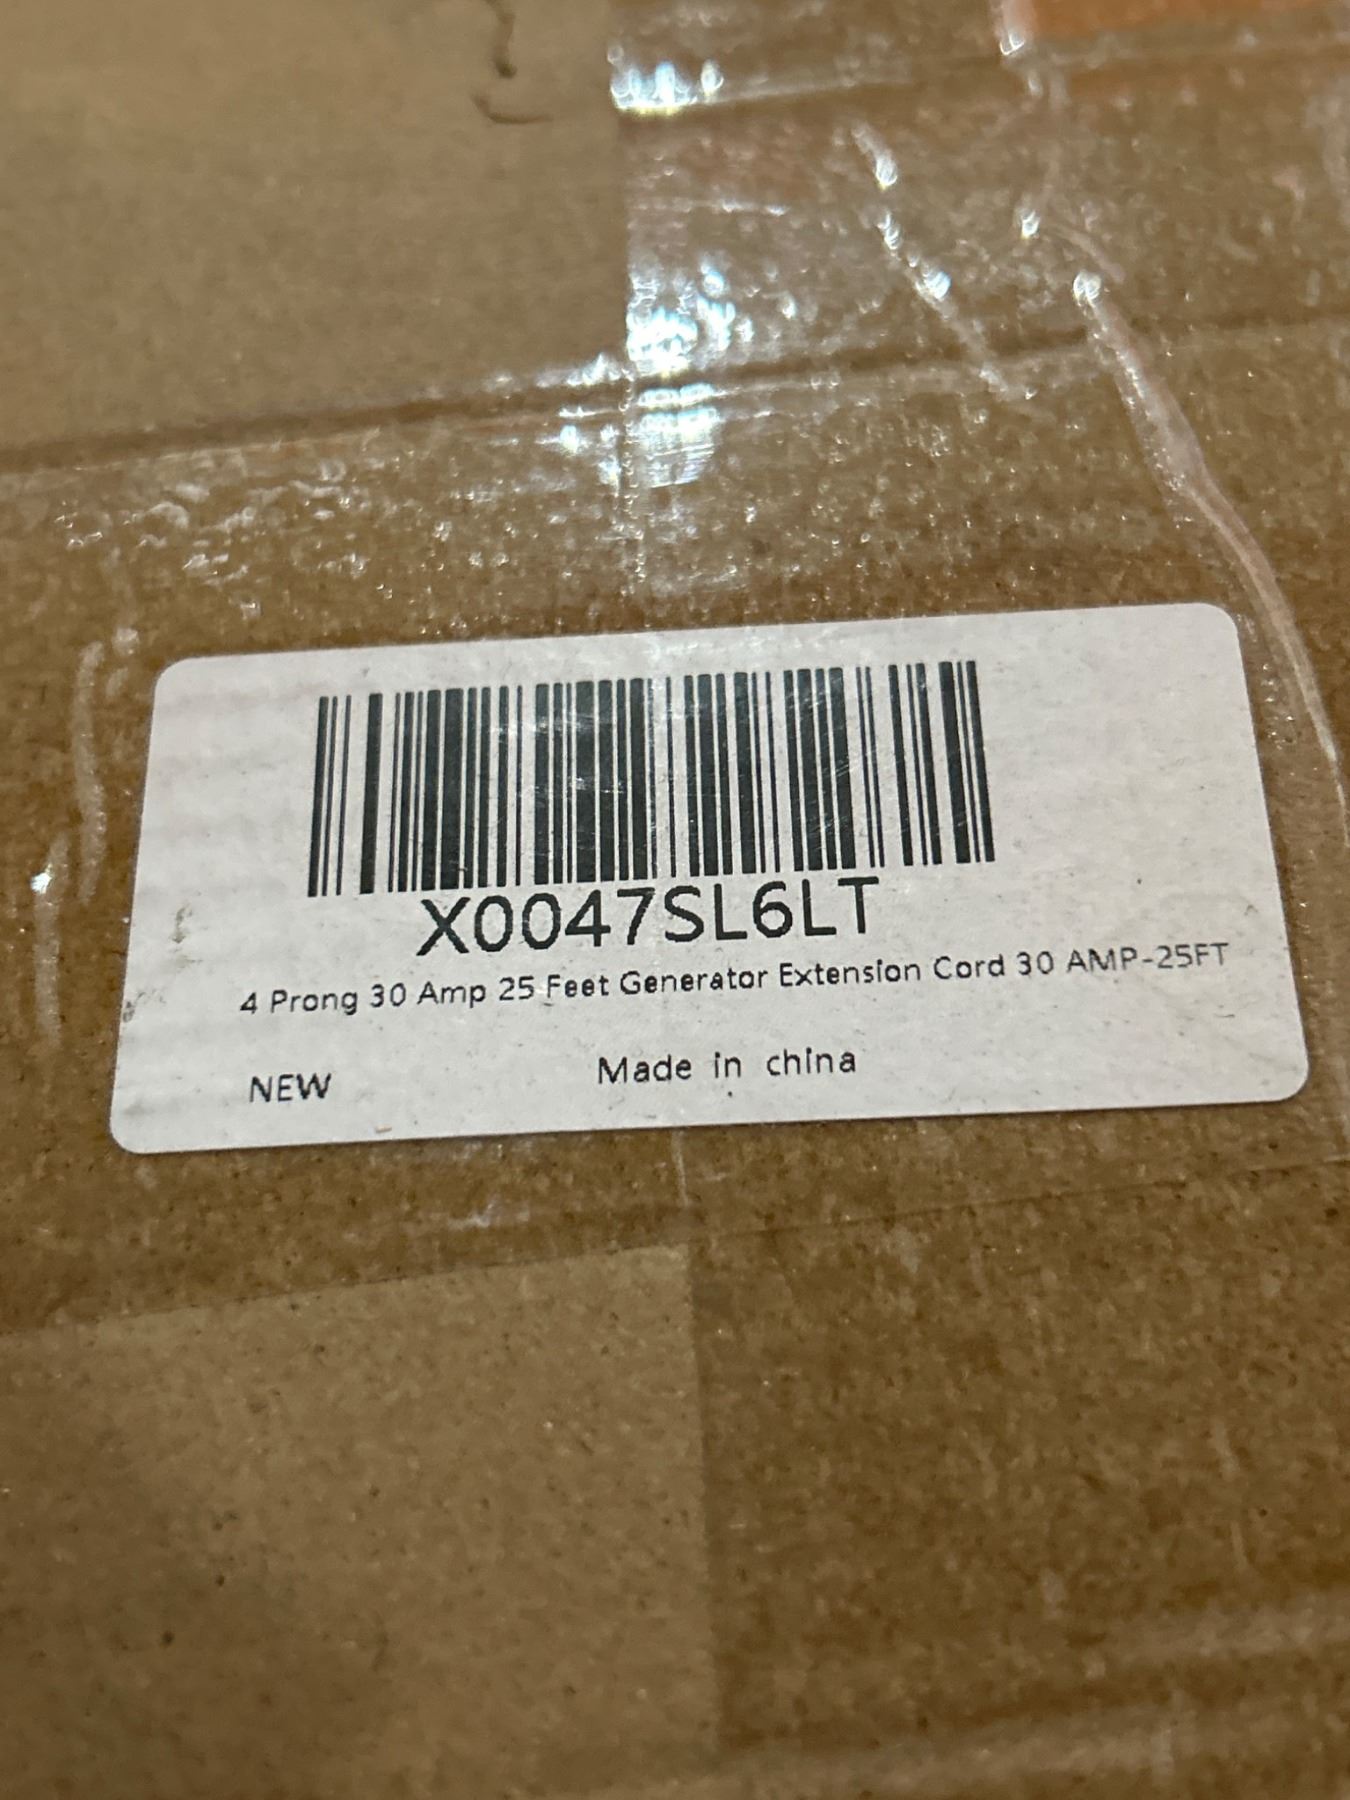 X0047SL6LT
4 Prong 30 Amp 25 Feet Generator Extension Cord 30 AMP-25FT
NEW
Made in china